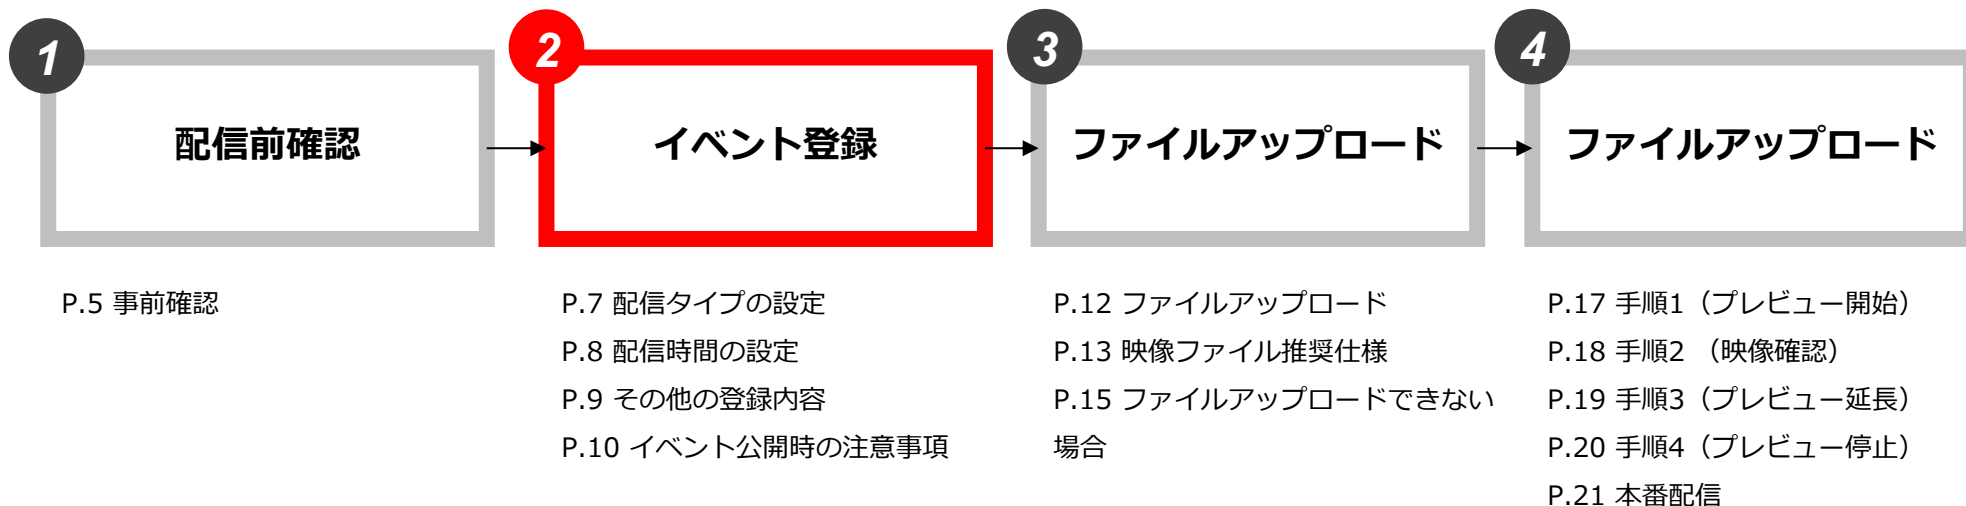 1
配信前確認
P.5 事前確認
2
イベント登録
P.7 配信タイプの設定
P.8 配信時間の設定
P.9 その他の登録内容
P.10 イベント公開時の注意事項
3
ファイルアップロード
P.12 ファイルアップロード
P.13 映像ファイル推奨仕様
P.15 ファイルアップロードできない
場合
4
ファイルアップロード
P.17 手順1（プレビュー開始）
P.18 手順2 （映像確認）
P.19 手順3（プレビュー延長）
P.20 手順4（プレビュー停止）
P.21 本番配信